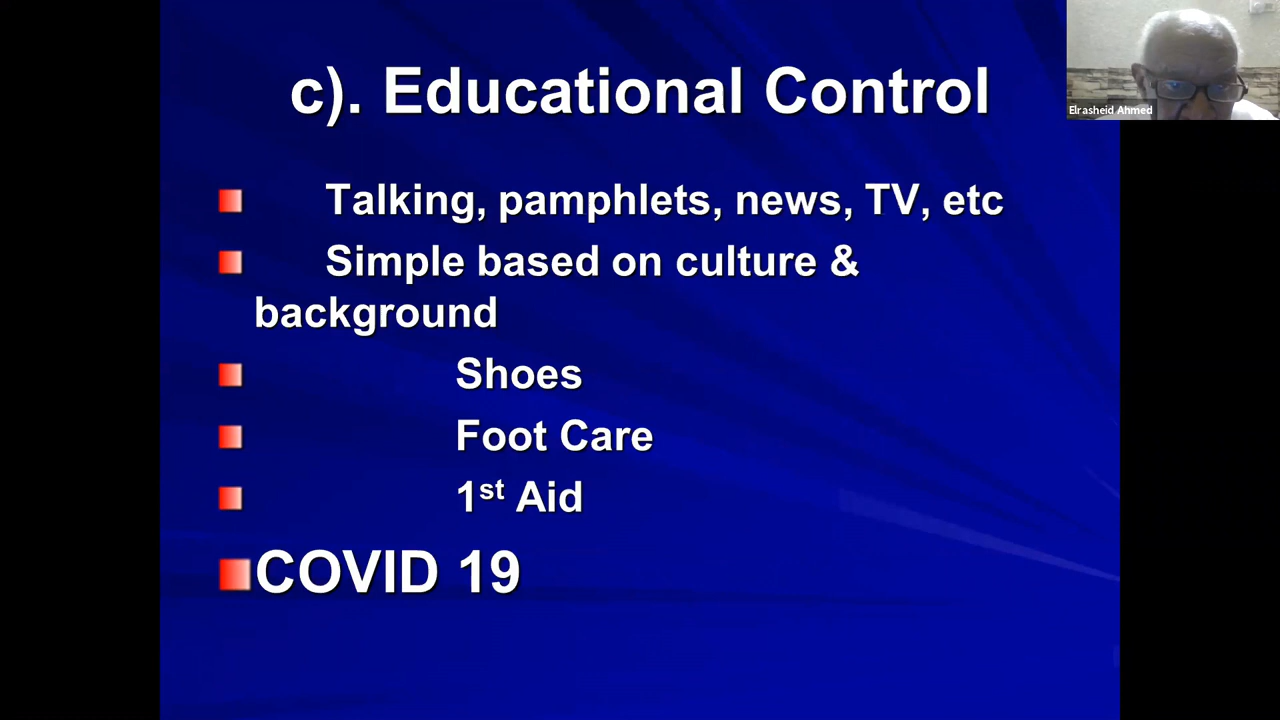 c). Educational Control
Elrasheid Ahmed
Talking, pamphlets, news, TV, etc
Simple based on culture &
background
Shoes
Foot Care
1st Aid
COVID 19